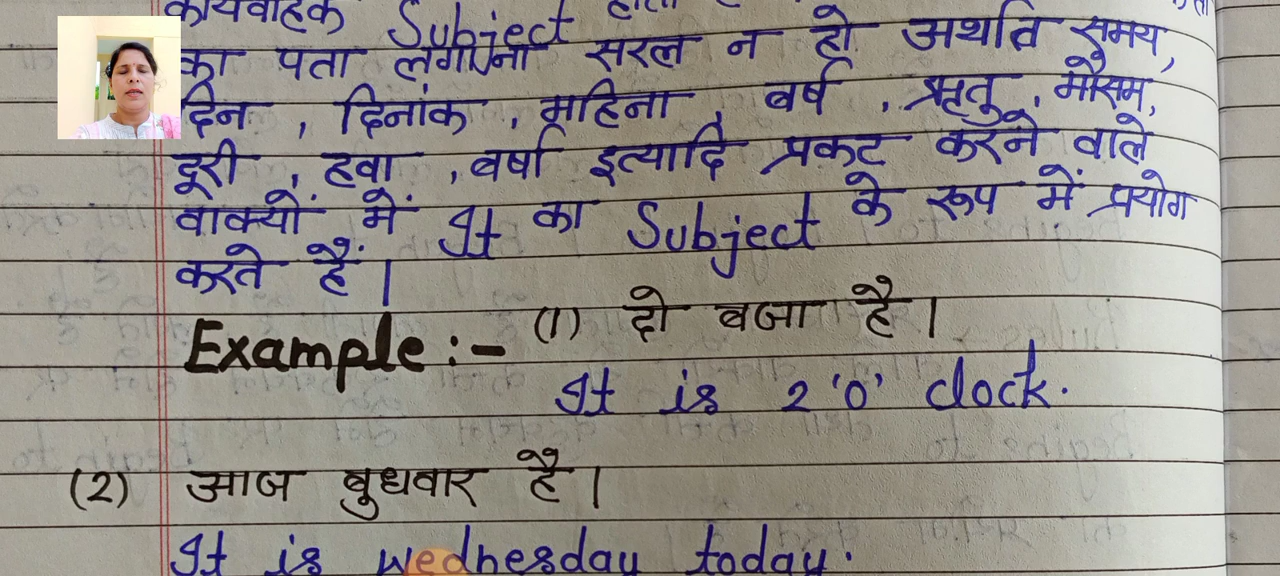 कार्यवाहक Subject होता
का पता लगाना सरल न हो अर्थात समय,
दिन , दिनांक , महिना , वर्ष , ऋतु , मौसम,
दूरी , हवा , वर्षा इत्यादि प्रकट करने वाले
वाक्यों में It का Subject के रूप में प्रयोग
करते हैं ।
Example :- (1) दो बजा है ।
It is 2 'o' clock.
(2) आज बुधवार है ।
It is wednesday today.